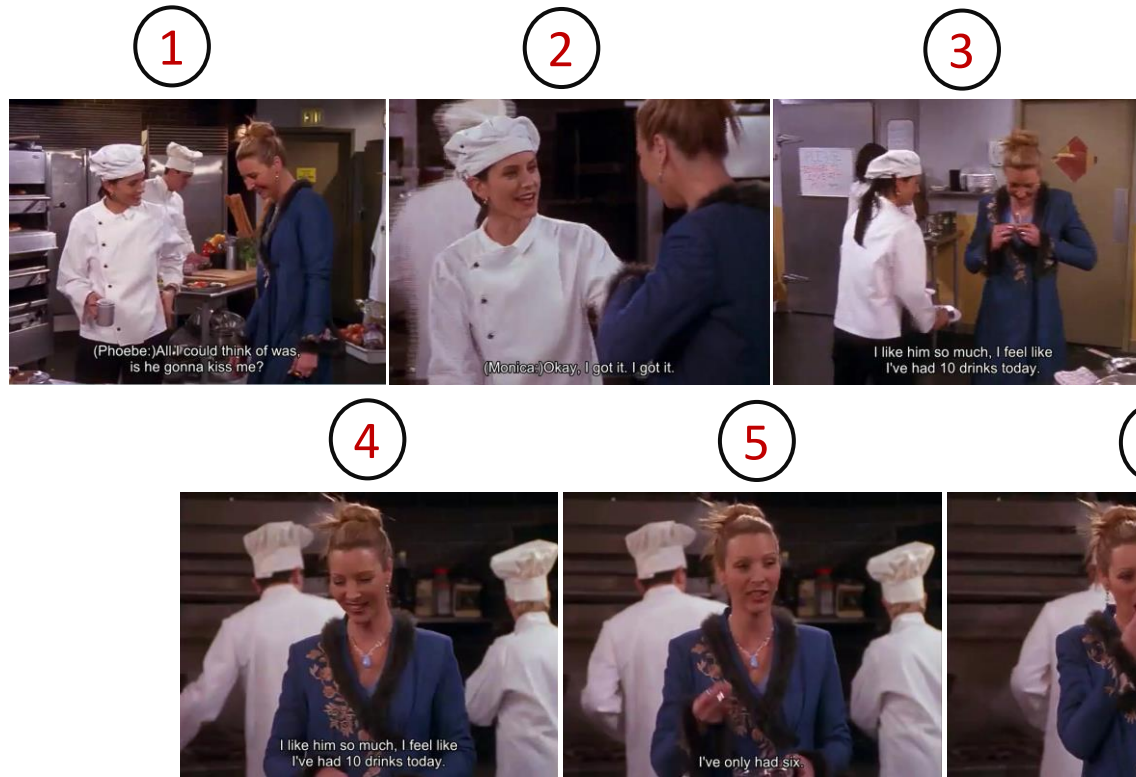 1
2
3
(Phoebe:)All I could think of was,
is he gonna kiss me?
(Monica:)Okay, I got it. I got it.
I like him so much, I feel like
I've had 10 drinks today.
4
5
I like him so much, I feel like
I've had 10 drinks today.
I've only had six.